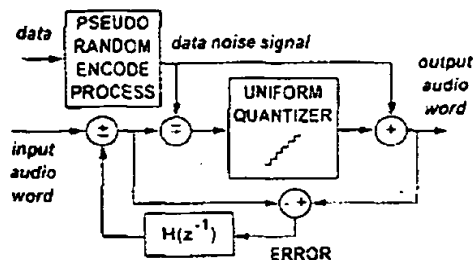 data
PSEUDO
RANDOM
ENCODE
PROCESS
data noise signal
output
audio
word
UNIFORM
QUANTIZER
±
∓
+
input
audio
word
- +
H(z⁻¹)
ERROR